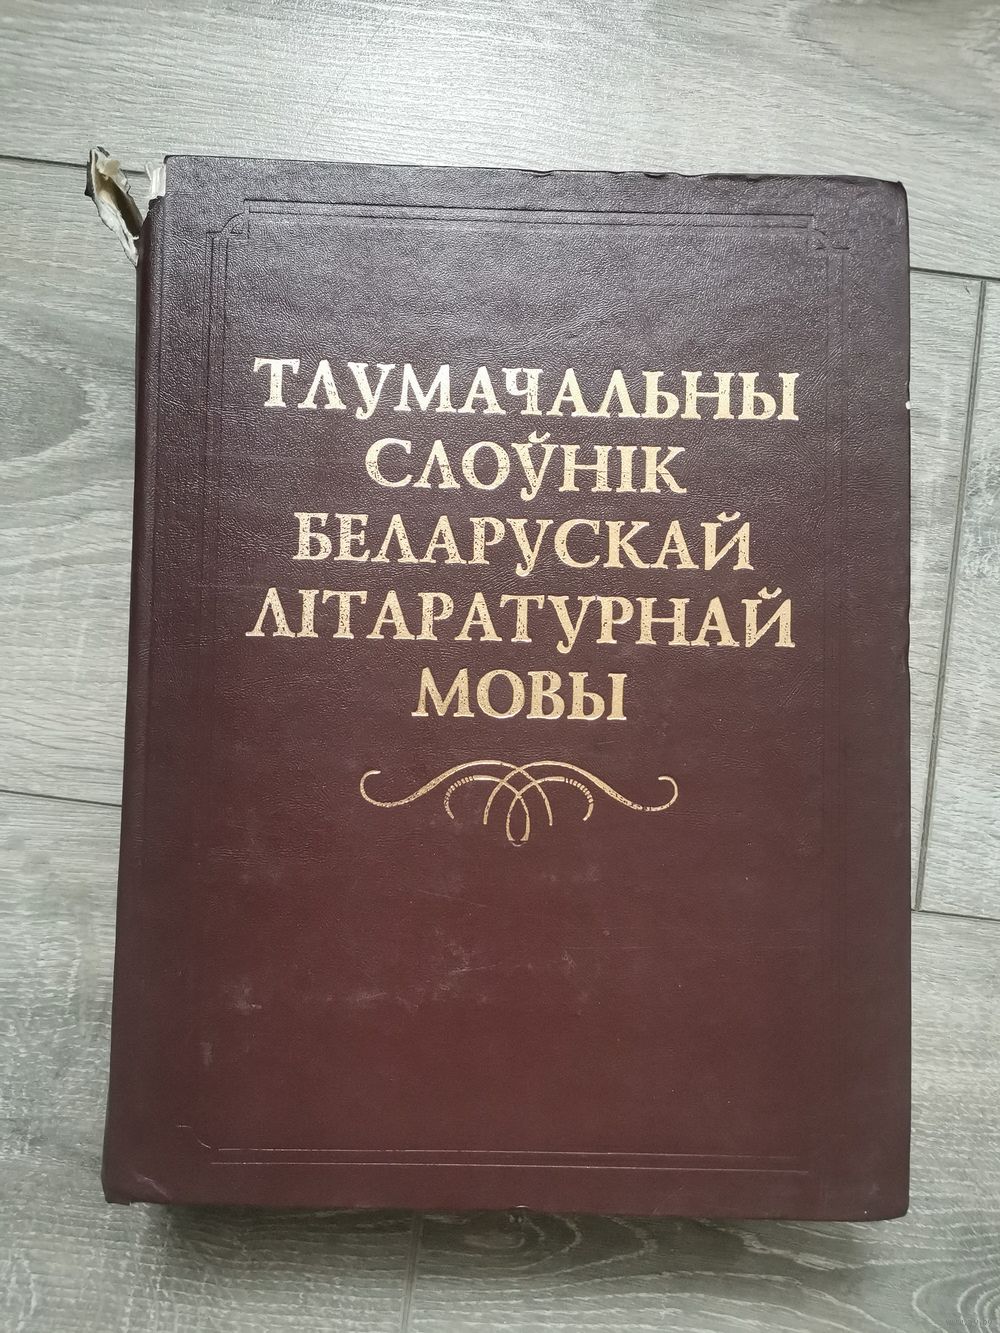 ТЛУМАЧАЛЬНЫ
СЛОЎНІК
БЕЛАРУСКАЙ
ЛІТАРАТУРНАЙ
МОВЫ